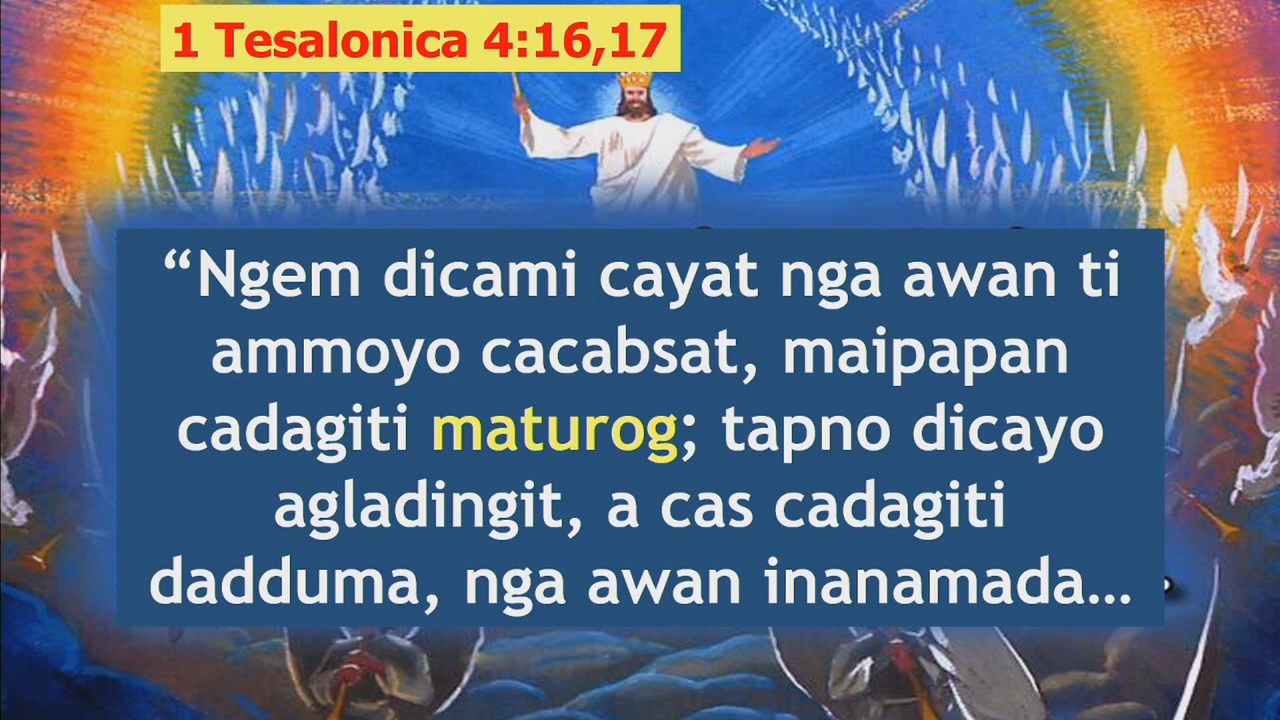 1 Tesalonica 4:16,17
“Ngem dicami cayat nga awan ti
ammoyo cacabsat, maipapan
cadagiti maturog; tapno dicayo
agladingit, a cas cadagiti
dadduma, nga awan inanamada...